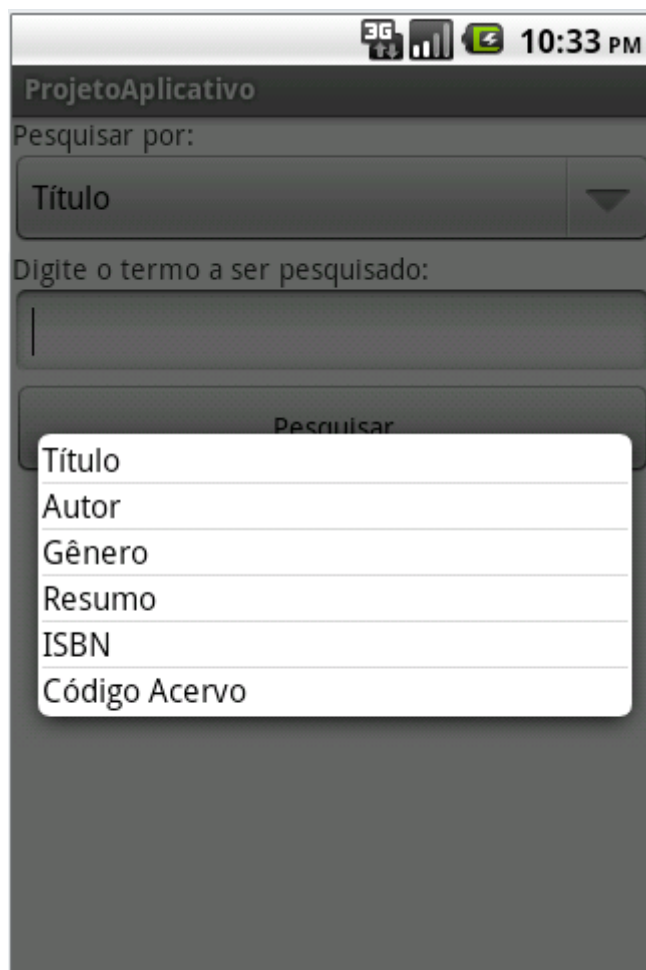 3G 10:33 PM
ProjetoAplicativo
Pesquisar por:
Título
Digite o termo a ser pesquisado:
Pesquisar
Título
Autor
Gênero
Resumo
ISBN
Código Acervo